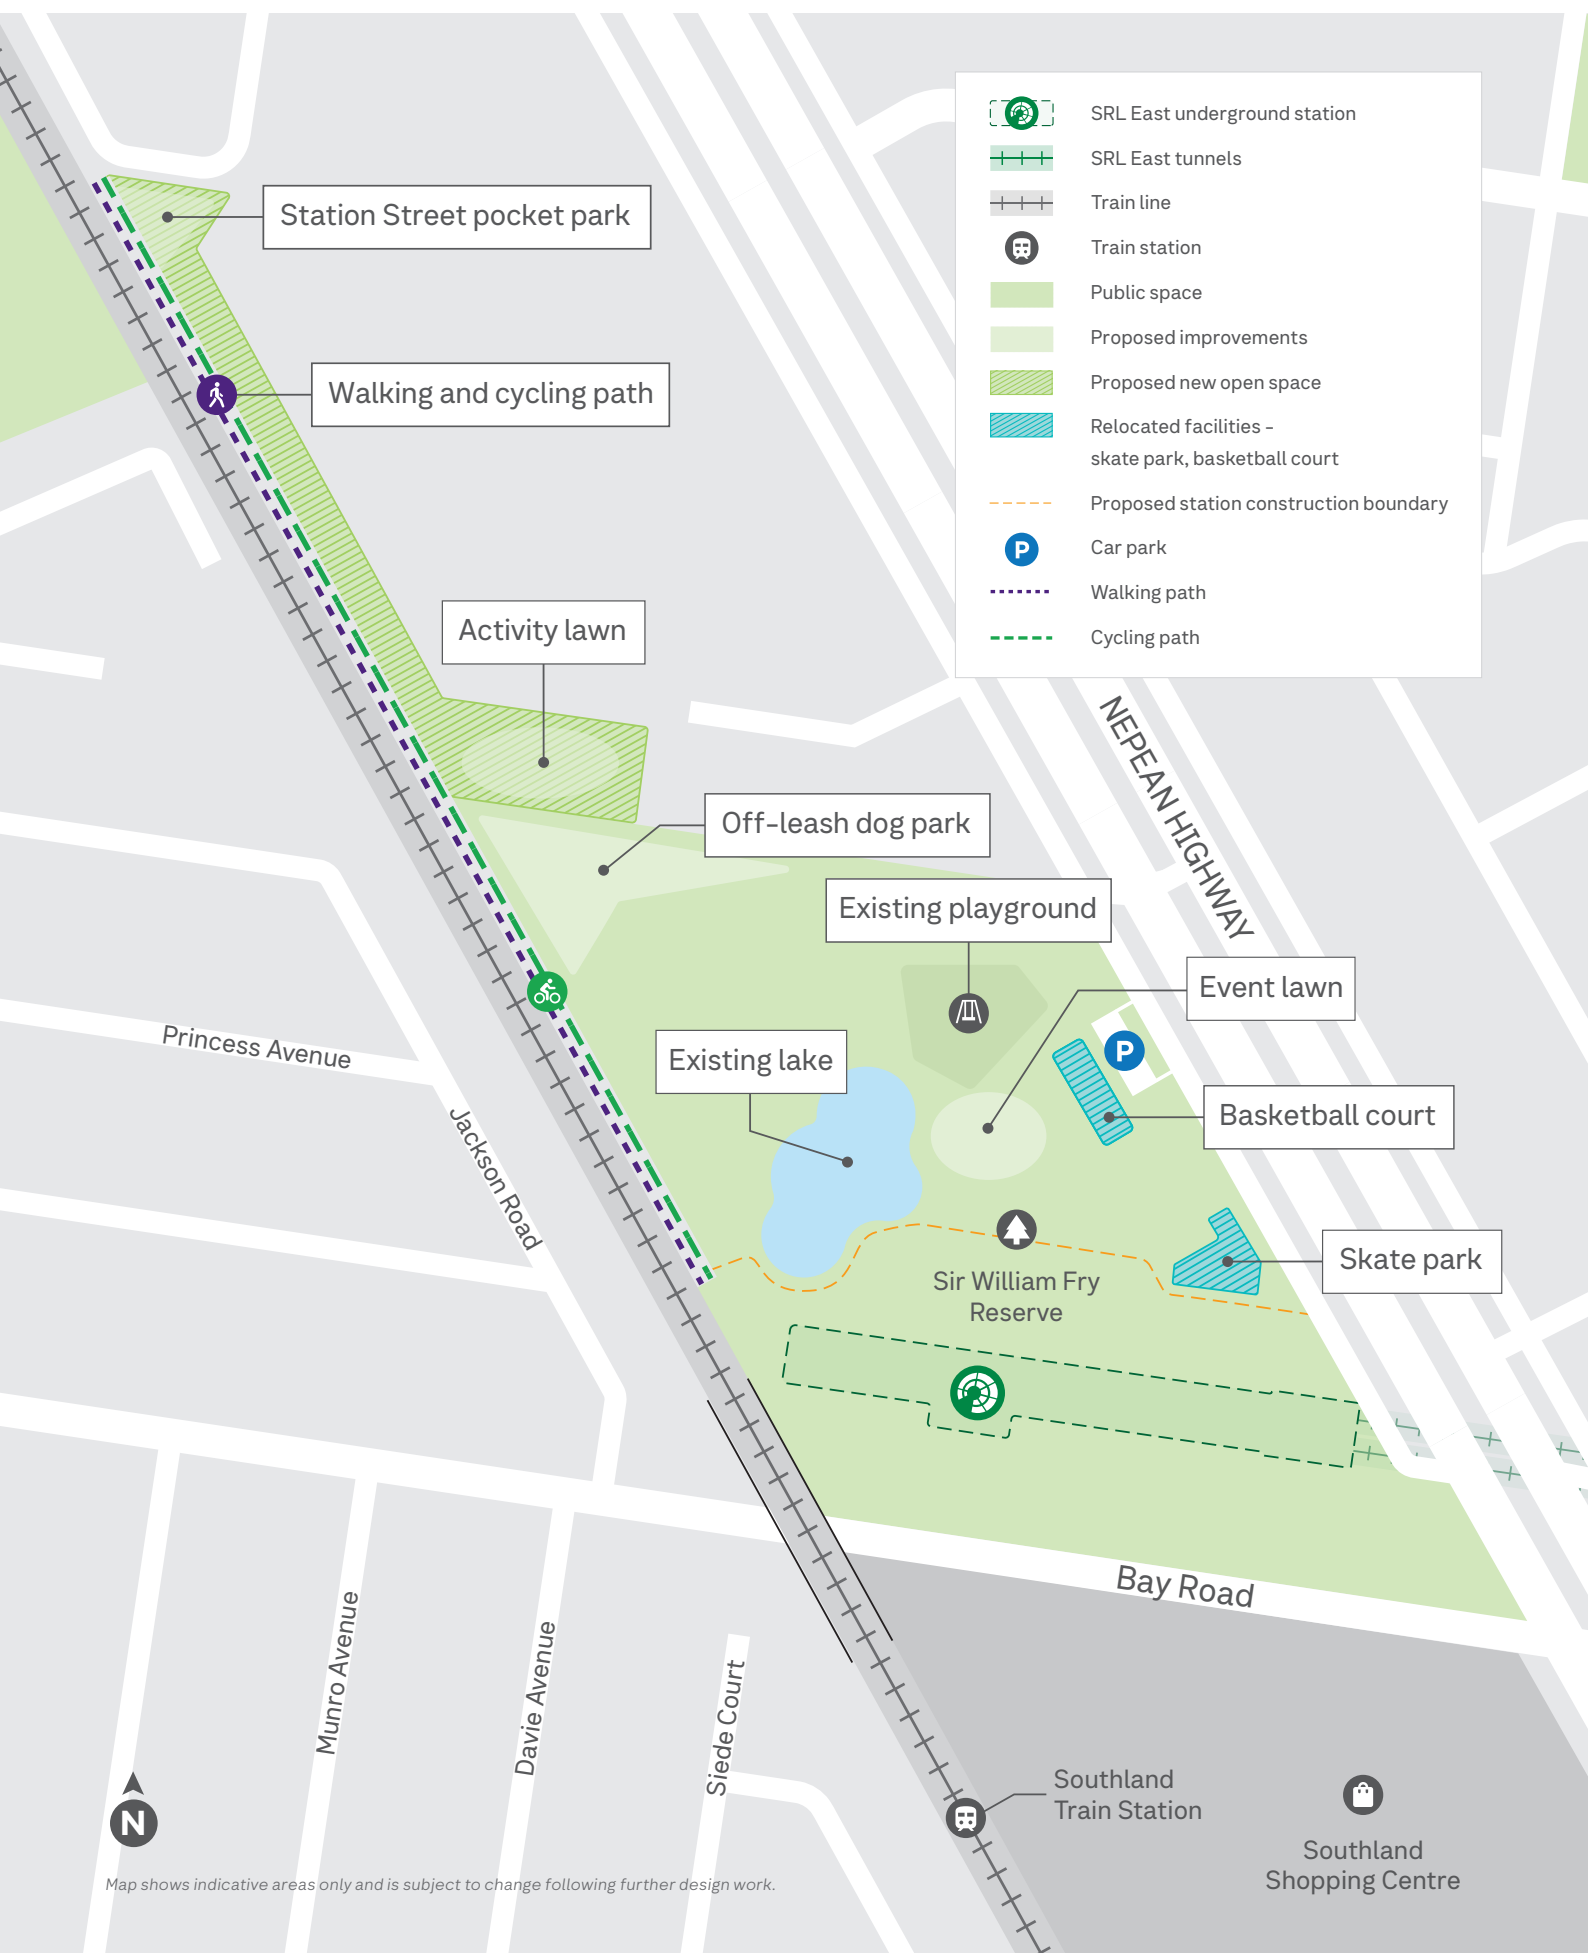 SRL East underground station
SRL East tunnels
Train line
Train station
Public space
Proposed improvements
Proposed new open space
Relocated facilities -
skate park, basketball court
Proposed station construction boundary
P
Car park
Walking path
Cycling path
Station Street pocket park
Walking and cycling path
Activity lawn
NEPEAN HIGHWAY
Off-leash dog park
Existing playground
Event lawn
Princess Avenue
Existing lake
P
Basketball court
Jackson Road
Skate park
Sir William Fry
Reserve
Bay Road
Munro Avenue
Davie Avenue
Siede Court
Southland
Train Station
N
Southland
Shopping Centre
Map shows indicative areas only and is subject to change following further design work.